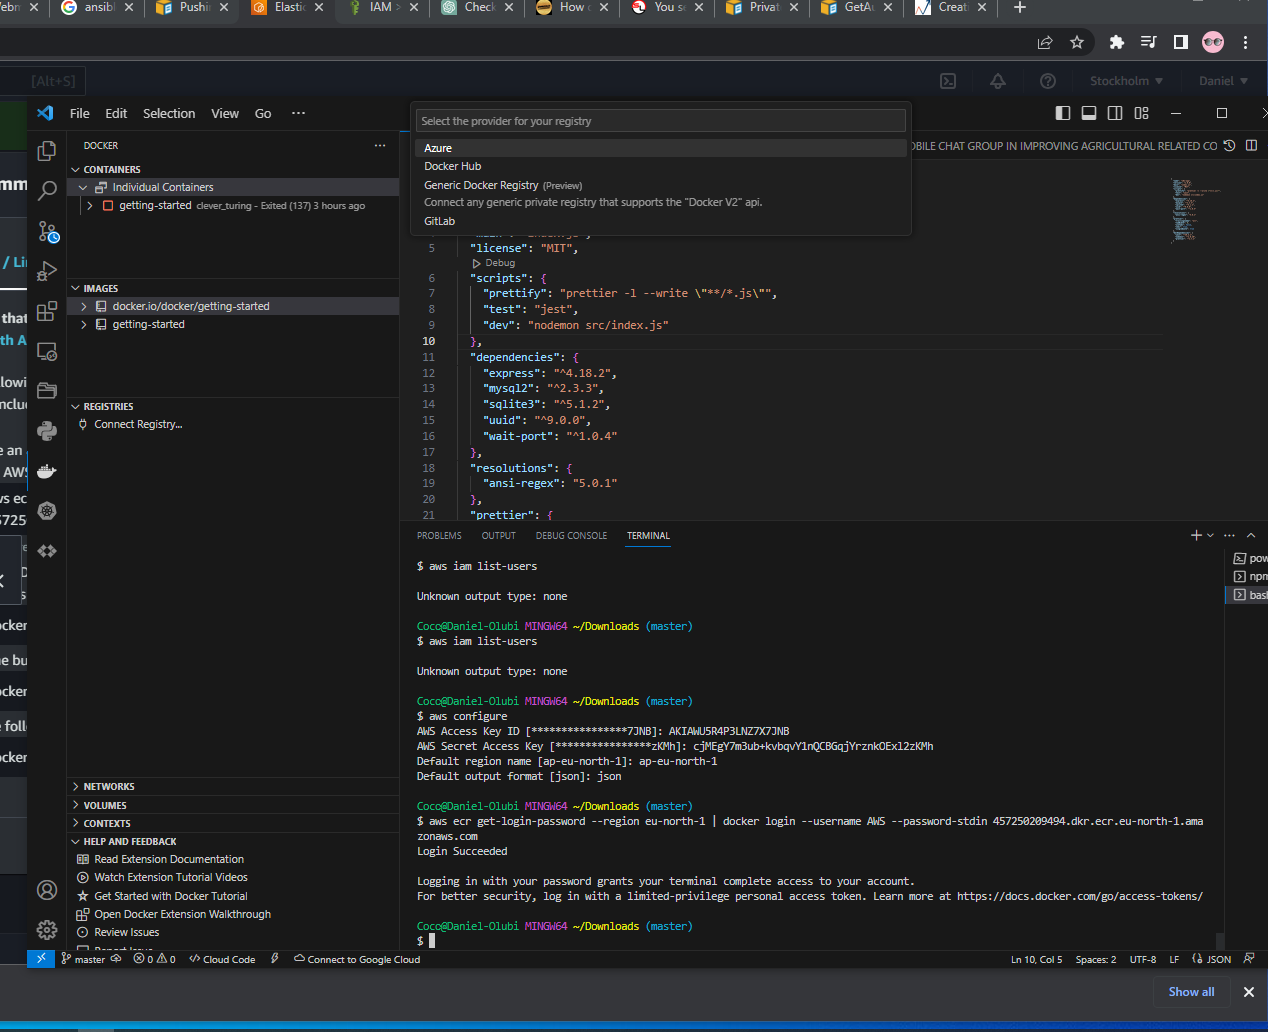 ansibl
Pushin
Elastic
IAM >
Check
How c
You se
Private
GetAu
Creati
[Alt+S]
Stockholm
Daniel
File Edit Selection View Go ···
Select the provider for your registry
Azure
Docker Hub
Generic Docker Registry (Preview)
Connect any generic private registry that supports the "Docker V2" api.
GitLab
OBILE CHAT GROUP IN IMPROVING AGRICULTURAL RELATED CO
DOCKER
CONTAINERS
Individual Containers
getting-started clever_turing - Exited (137) 3 hours ago
IMAGES
docker.io/docker/getting-started
getting-started
REGISTRIES
Connect Registry...
NETWORKS
VOLUMES
CONTEXTS
HELP AND FEEDBACK
Read Extension Documentation
Watch Extension Tutorial Videos
Get Started with Docker Tutorial
Open Docker Extension Walkthrough
Review Issues
5 "license": "MIT",
Debug
6 "scripts": {
7 "prettify": "prettier -l --write \"**/*.js\"",
8 "test": "jest",
9 "dev": "nodemon src/index.js"
10 },
11 "dependencies": {
12 "express": "^4.18.2",
13 "mysql2": "^2.3.3",
14 "sqlite3": "^5.1.2",
15 "uuid": "^9.0.0",
16 "wait-port": "^1.0.4"
17 },
18 "resolutions": {
19 "ansi-regex": "5.0.1"
20 },
21 "prettier": {
PROBLEMS OUTPUT DEBUG CONSOLE TERMINAL
pow
npm
bash
$ aws iam list-users
Unknown output type: none
Coco@Daniel-Olubi MINGW64 ~/Downloads (master)
$ aws iam list-users
Unknown output type: none
Coco@Daniel-Olubi MINGW64 ~/Downloads (master)
$ aws configure
AWS Access Key ID [****************7JNB]: AKIAWU5R4P3LNZ7X7JNB
AWS Secret Access Key [****************zKMh]: 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
Default region name [ap-eu-north-1]: ap-eu-north-1
Default output format [json]: json
Coco@Daniel-Olubi MINGW64 ~/Downloads (master)
$ aws ecr get-login-password --region eu-north-1 | docker login --username AWS --password-stdin 457250209494.dkr.ecr.eu-north-1.ama
zonaws.com
Login Succeeded
Logging in with your password grants your terminal complete access to your account.
For better security, log in with a limited-privilege personal access token. Learn more at https://docs.docker.com/go/access-tokens/
Coco@Daniel-Olubi MINGW64 ~/Downloads (master)
$
master 0 0 Cloud Code Connect to Google Cloud Ln 10, Col 5 Spaces: 2 UTF-8 LF JSON
Show all